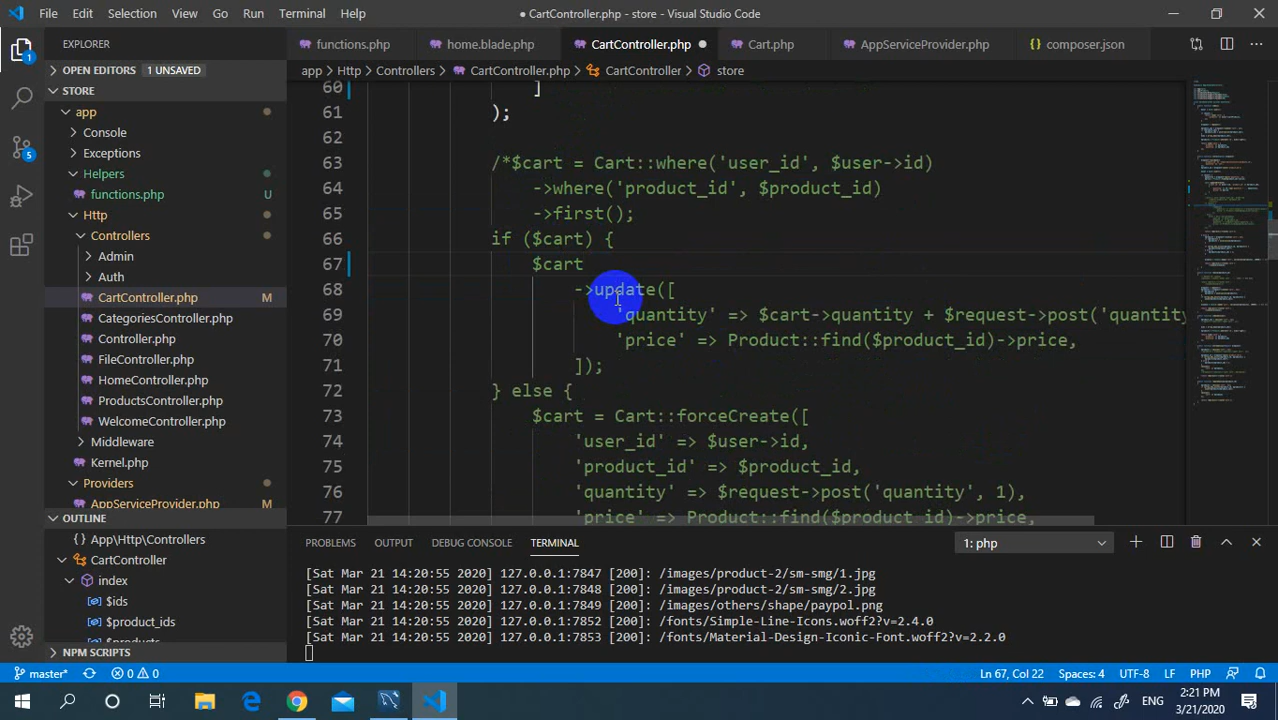 File Edit Selection View Go Run Terminal Help
● CartController.php - store - Visual Studio Code
EXPLORER
functions.php
home.blade.php
CartController.php ●
Cart.php
AppServiceProvider.php
composer.json
OPEN EDITORS 1 UNSAVED
app > Http > Controllers > CartController.php > CartController > store
STORE
app
Console
Exceptions
Helpers
functions.php U
Http
Controllers
Admin
Auth
CartController.php M
CategoriesController.php
Controller.php
FileController.php
HomeController.php
ProductsController.php
WelcomeController.php
Middleware
Kernel.php
Providers
AppServiceProvider.php M
OUTLINE
App\Http\Controllers
CartController
index
$ids
$product_ids
$products
NPM SCRIPTS
1
5
60 ]
61 );
62
63 /*$cart = Cart::where('user_id', $user->id)
64 ->where('product_id', $product_id)
65 ->first();
66 if ($cart) {
67 $cart
68 ->update([
69 'quantity' => $cart->quantity + $request->post('quantity
70 'price' => Product::find($product_id)->price,
71 ]);
72 } else {
73 $cart = Cart::forceCreate([
74 'user_id' => $user->id,
75 'product_id' => $product_id,
76 'quantity' => $request->post('quantity', 1),
77 'price' => Product::find($product_id)->price,
PROBLEMS OUTPUT DEBUG CONSOLE TERMINAL 1: php
[Sat Mar 21 14:20:55 2020] 127.0.0.1:7847 [200]: /images/product-2/sm-smg/1.jpg
[Sat Mar 21 14:20:55 2020] 127.0.0.1:7848 [200]: /images/product-2/sm-smg/2.jpg
[Sat Mar 21 14:20:55 2020] 127.0.0.1:7849 [200]: /images/others/shape/paypol.png
[Sat Mar 21 14:20:55 2020] 127.0.0.1:7852 [200]: /fonts/Simple-Line-Icons.woff2?v=2.4.0
[Sat Mar 21 14:20:55 2020] 127.0.0.1:7853 [200]: /fonts/Material-Design-Iconic-Font.woff2?v=2.2.0
master* 0 0 Ln 67, Col 22 Spaces: 4 UTF-8 LF PHP
ENG 2:21 PM
3/21/2020